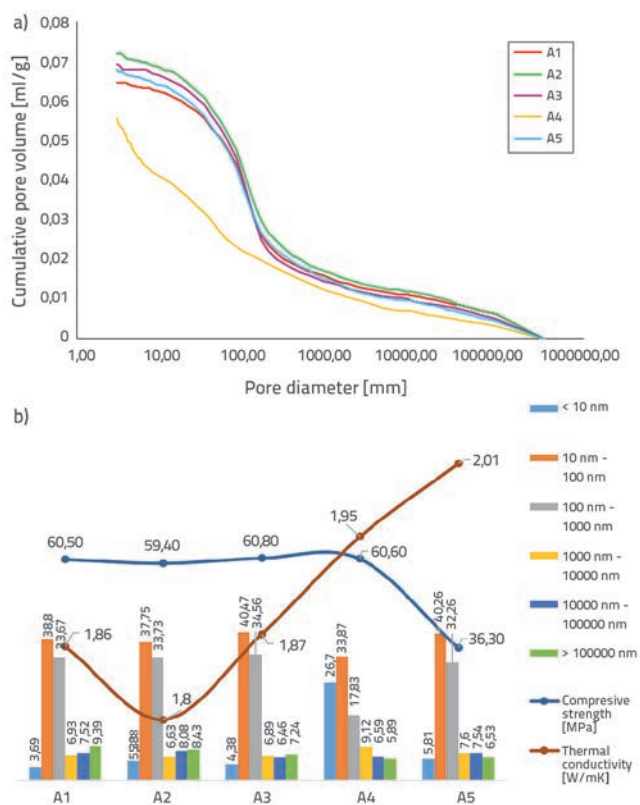 a)
0,08
0,07
0,06
0,05
0,04
0,03
0,02
0,01
0
Cumulative pore volume [ml/g]
A1
A2
A3
A4
A5
1,00
10,00
100,00
1000,00
10000,00
100000,00
1000000,00
Pore diameter [mm]
b)
< 10 nm
10 nm -
100 nm
100 nm -
1000 nm
1000 nm -
10000 nm
10000 nm -
100000 nm
> 100000 nm
Compresive
strength
[MPa]
Thermal
conductivity
[W/mK]
60,50
59,40
60,80
60,60
36,30
1,86
1,8
1,87
1,95
2,01
3,69
38,8
33,67
6,93
7,52
9,39
37,75
33,73
6,63
8,08
8,43
4,38
40,47
34,56
6,89
6,46
7,24
26,7
33,87
17,83
9,12
6,59
5,89
5,81
40,26
32,26
7,6
7,54
6,53
A1
A2
A3
A4
A5